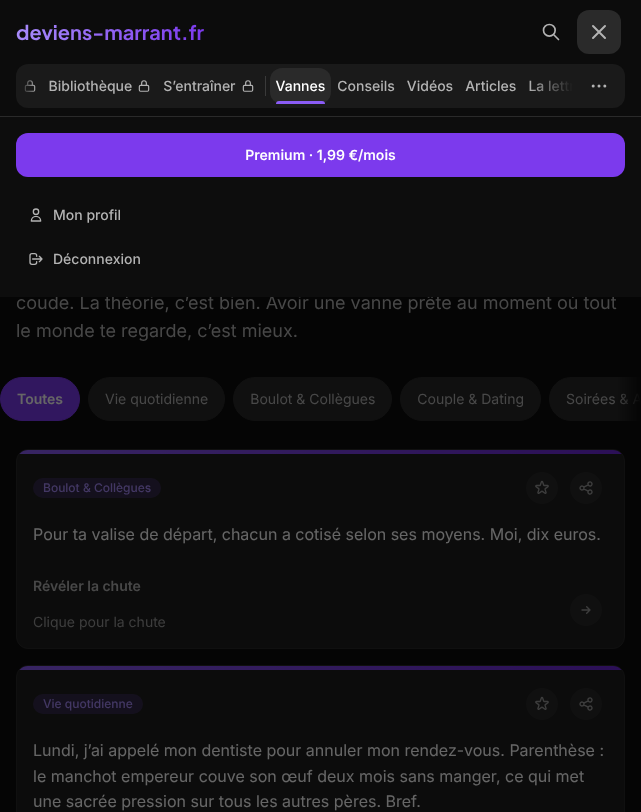 deviens-marrant.fr
Bibliothèque S’entraîner Vannes Conseils Vidéos Articles La lett
Premium · 1,99 €/mois
Mon profil
Déconnexion
coude. La théorie, c’est bien. Avoir une vanne prête au moment où tout
le monde te regarde, c’est mieux.
Toutes Vie quotidienne Boulot & Collègues Couple & Dating Soirées &
Boulot & Collègues
Pour ta valise de départ, chacun a cotisé selon ses moyens. Moi, dix euros.
Révéler la chute
Clique pour la chute
Vie quotidienne
Lundi, j’ai appelé mon dentiste pour annuler mon rendez-vous. Parenthèse :
le manchot empereur couve son œuf deux mois sans manger, ce qui met
une sacrée pression sur tous les autres pères. Bref.